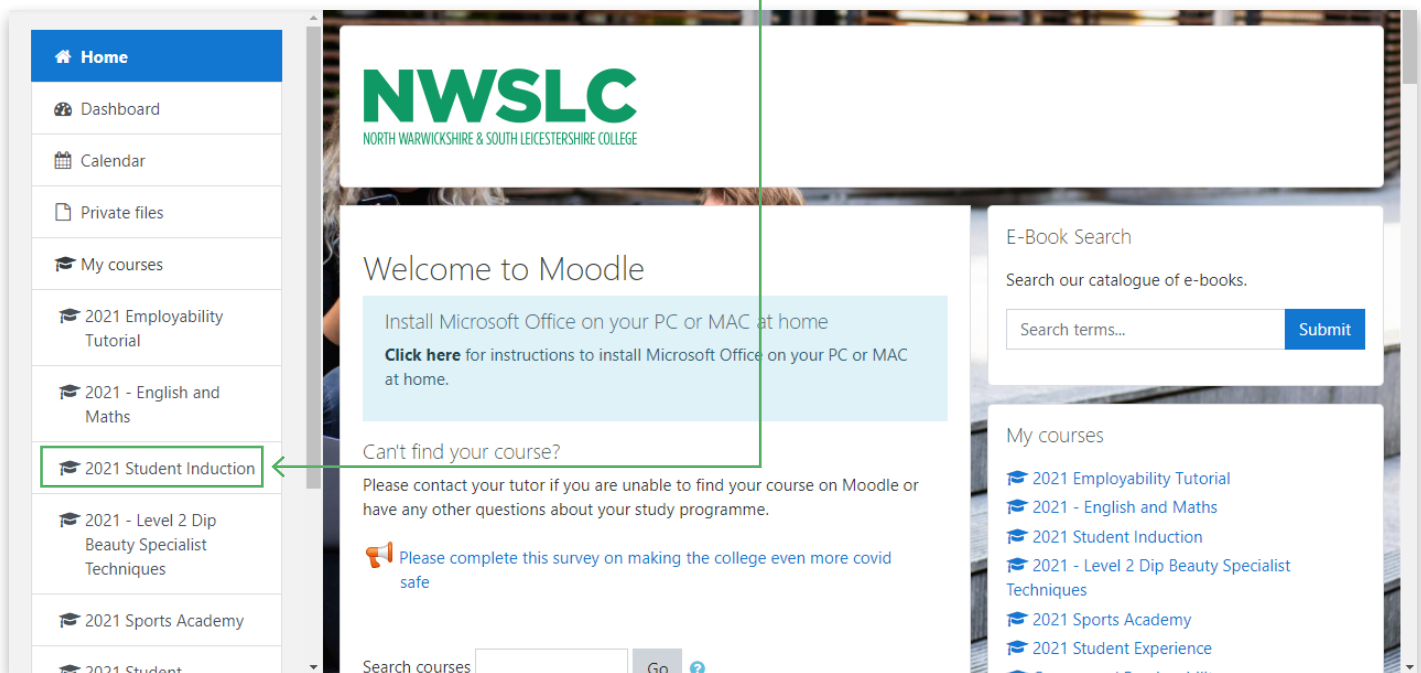 Home
Dashboard
Calendar
Private files
My courses
2021 Employability
Tutorial
2021 - English and
Maths
2021 Student Induction
2021 - Level 2 Dip
Beauty Specialist
Techniques
2021 Sports Academy
2021 Student
NWSLC
NORTH WARWICKSHIRE & SOUTH LEICESTERSHIRE COLLEGE
Welcome to Moodle
Install Microsoft Office on your PC or MAC at home
Click here for instructions to install Microsoft Office on your PC or MAC
at home.
Can't find your course?
Please contact your tutor if you are unable to find your course on Moodle or
have any other questions about your study programme.
Please complete this survey on making the college even more covid
safe
Search courses
Go
E-Book Search
Search our catalogue of e-books.
Search terms...
Submit
My courses
2021 Employability Tutorial
2021 - English and Maths
2021 Student Induction
2021 - Level 2 Dip Beauty Specialist
Techniques
2021 Sports Academy
2021 Student Experience